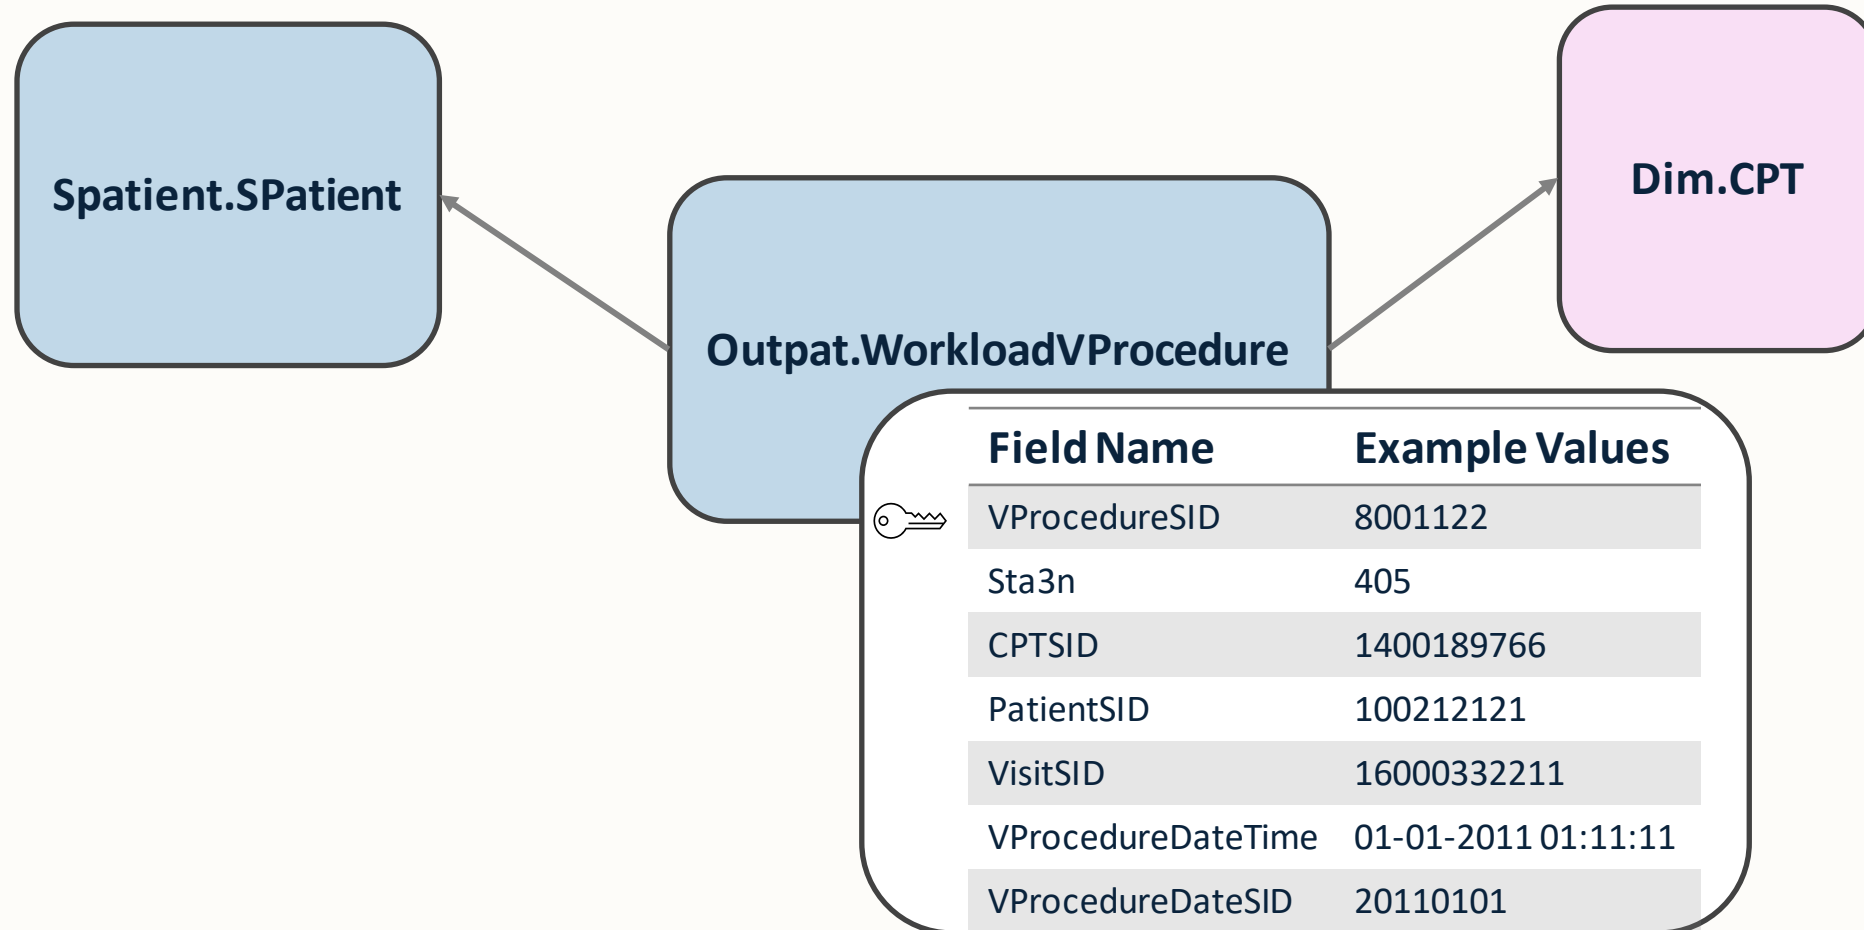 Spatient.SPatient
Dim.CPT
Outpat.WorkloadVProcedure
Field Name Example Values
VProcedureSID 8001122
Sta3n 405
CPTSID 1400189766
PatientSID 100212121
VisitSID 16000332211
VProcedureDateTime 01-01-2011 01:11:11
VProcedureDateSID 20110101